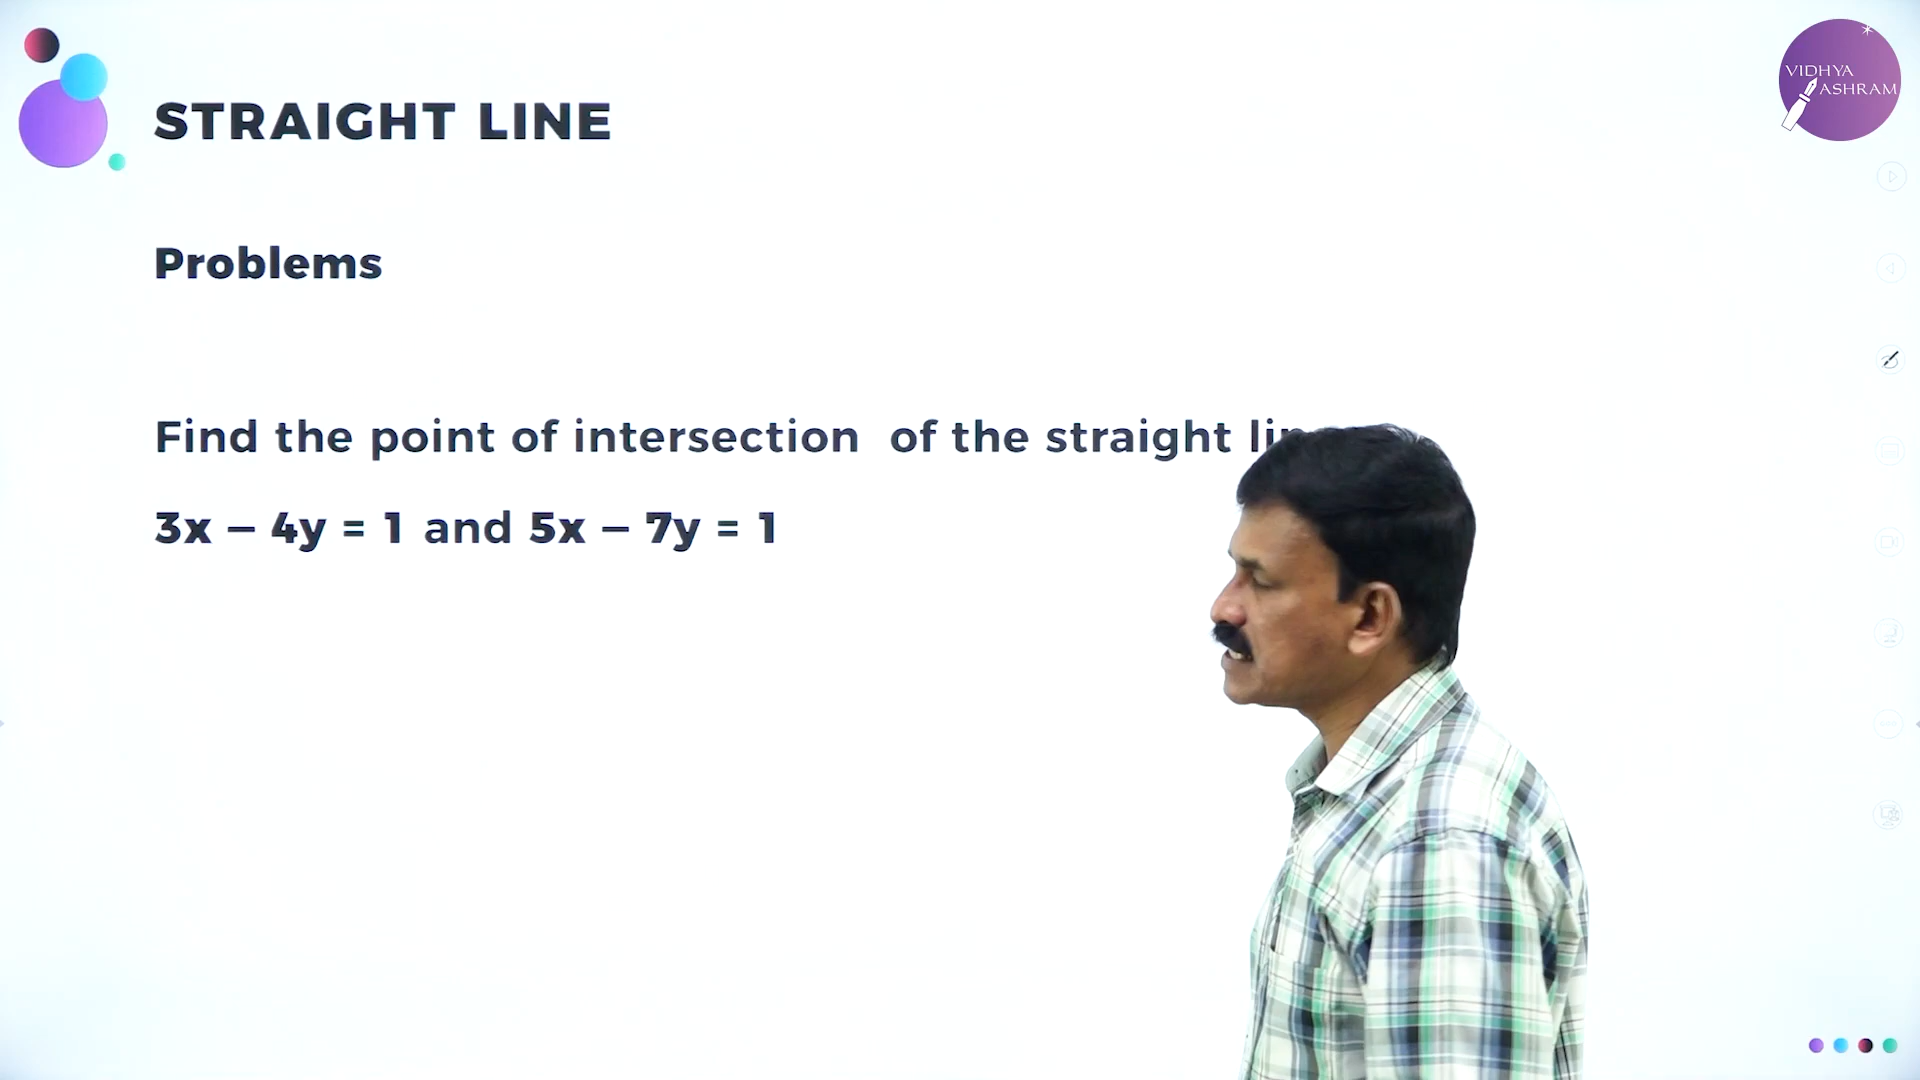 VIDHYA
ASHRAM
STRAIGHT LINE
Problems
Find the point of intersection of the straight
3x – 4y = 1 and 5x – 7y = 1